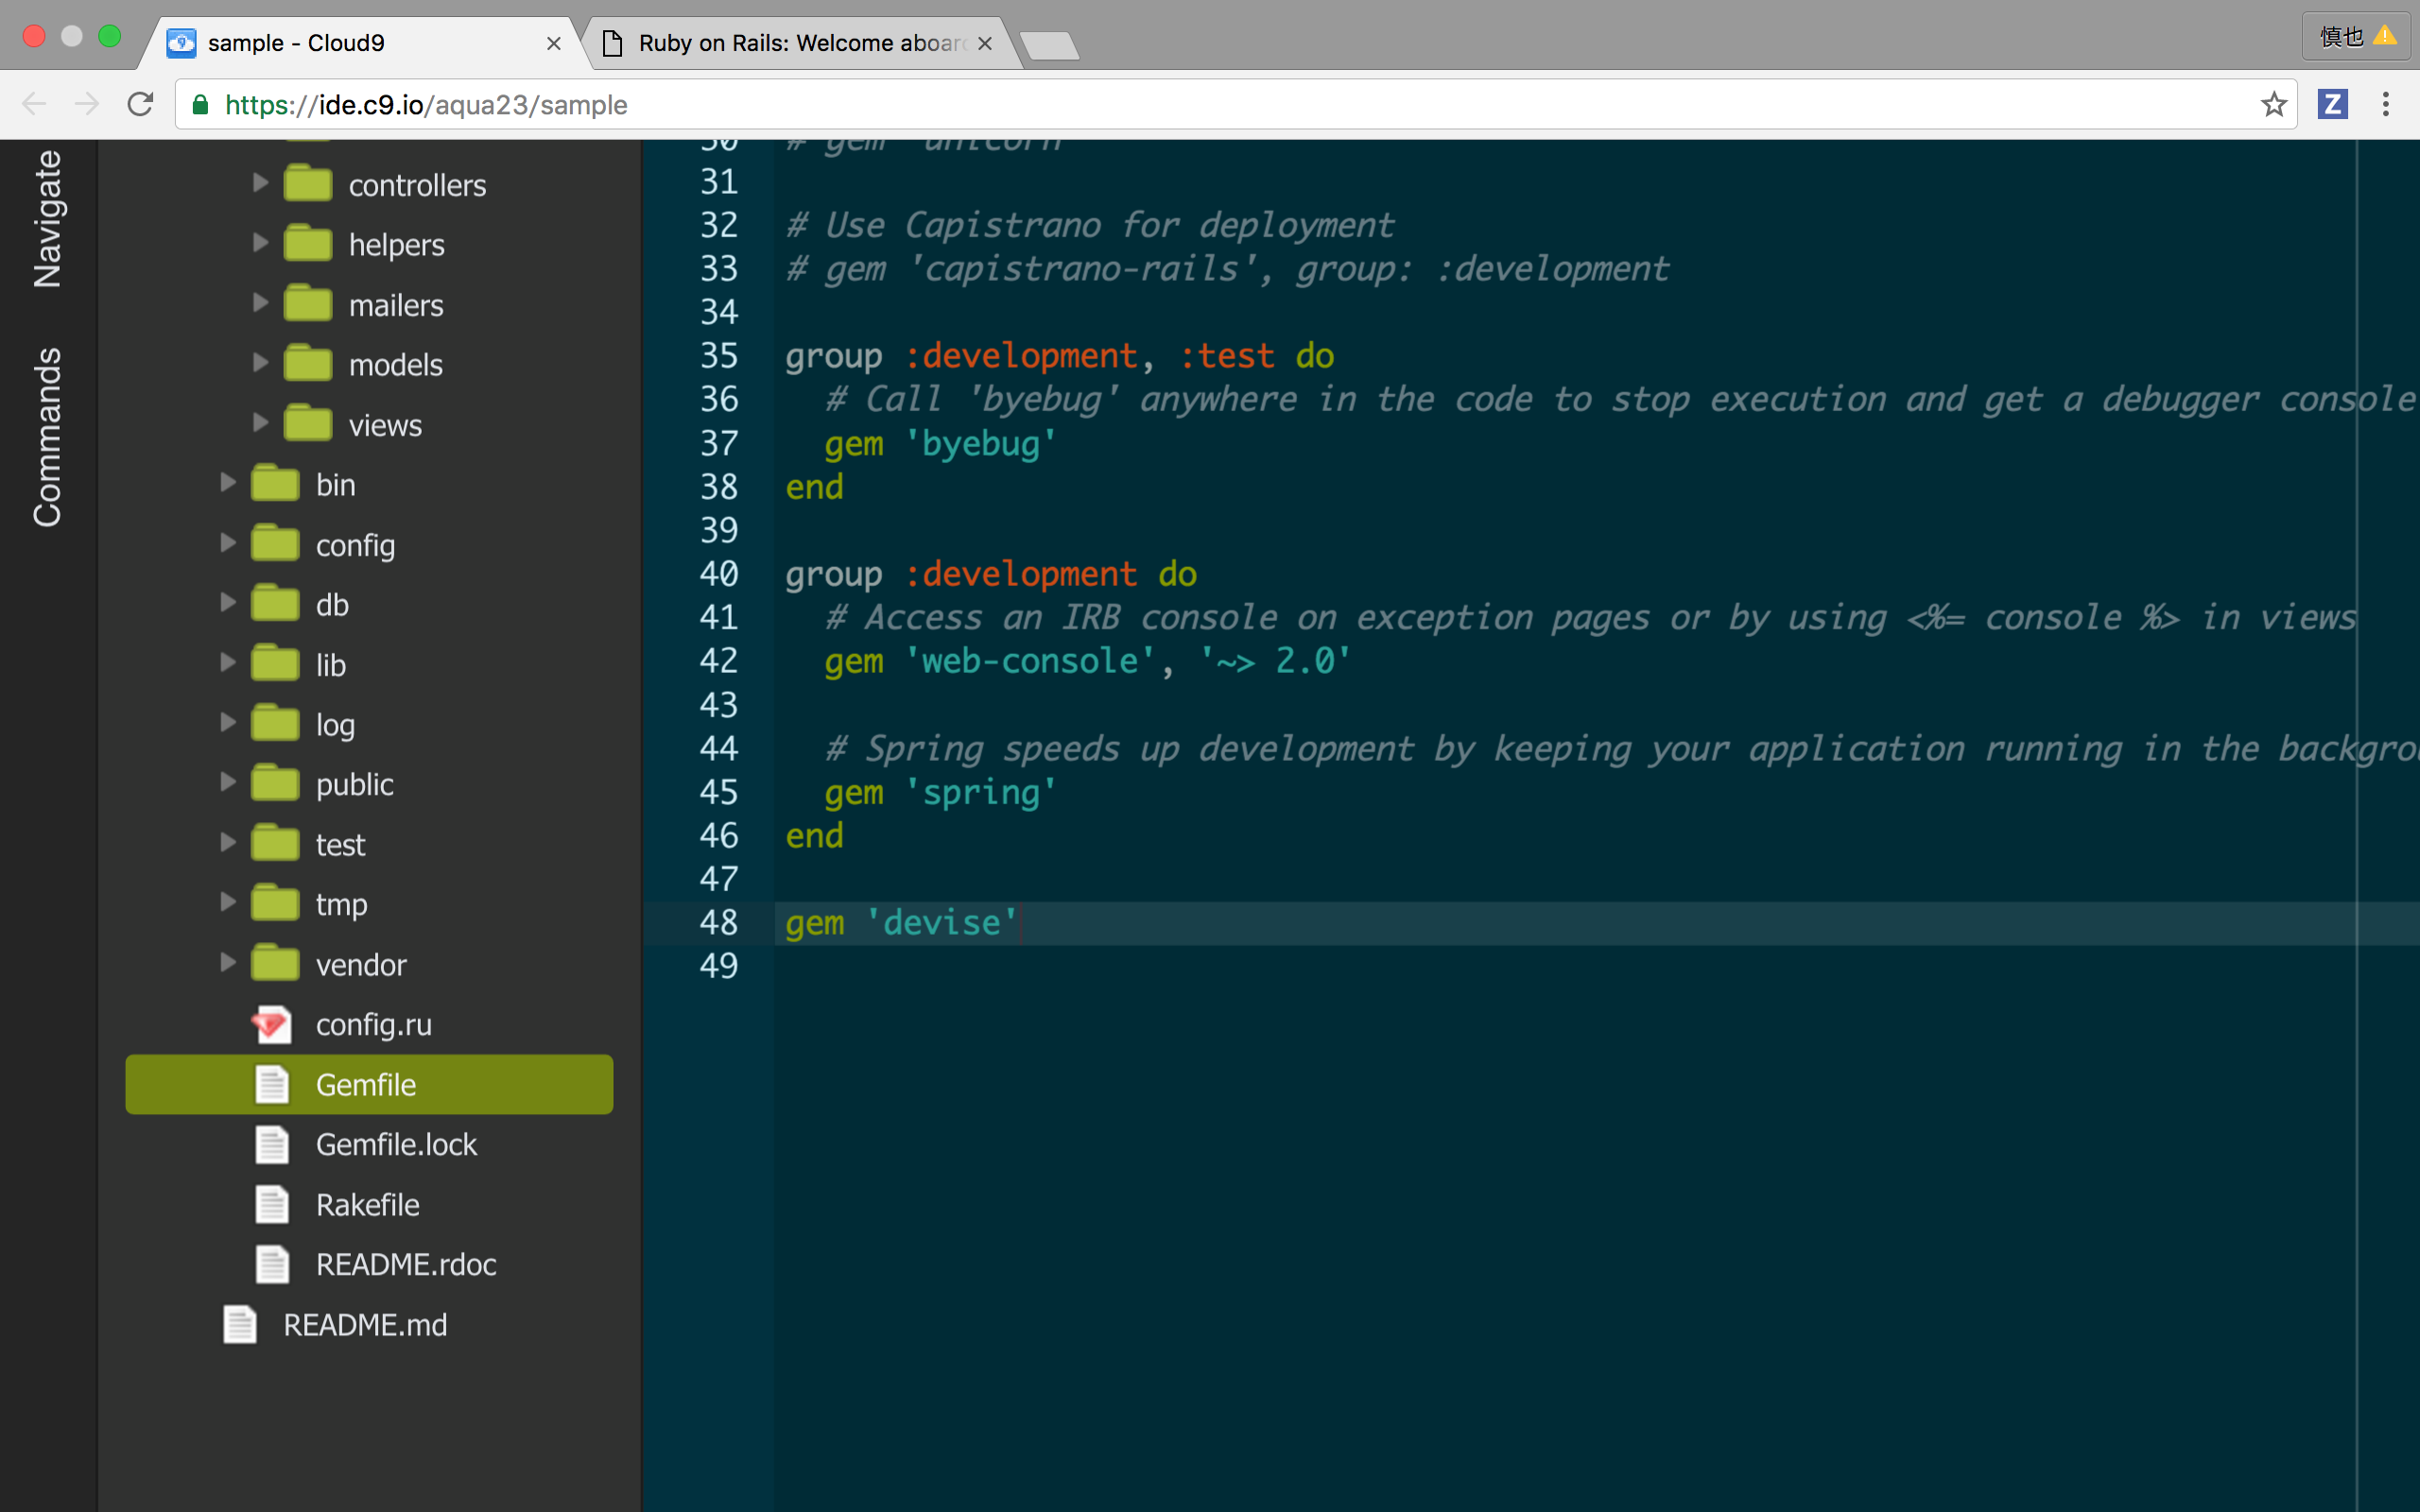 sample - Cloud9
Ruby on Rails: Welcome aboar
慎也
https://ide.c9.io/aqua23/sample
Z
Navigate
Commands
controllers
helpers
mailers
models
views
bin
config
db
lib
log
public
test
tmp
vendor
config.ru
Gemfile
Gemfile.lock
Rakefile
README.rdoc
README.md
30 # gem 'unicorn'
31
32 # Use Capistrano for deployment
33 # gem 'capistrano-rails', group: :development
34
35 group :development, :test do
36 # Call 'byebug' anywhere in the code to stop execution and get a debugger console
37 gem 'byebug'
38 end
39
40 group :development do
41 # Access an IRB console on exception pages or by using <%= console %> in views
42 gem 'web-console', '~> 2.0'
43
44 # Spring speeds up development by keeping your application running in the backgro
45 gem 'spring'
46 end
47
48 gem 'devise'
49